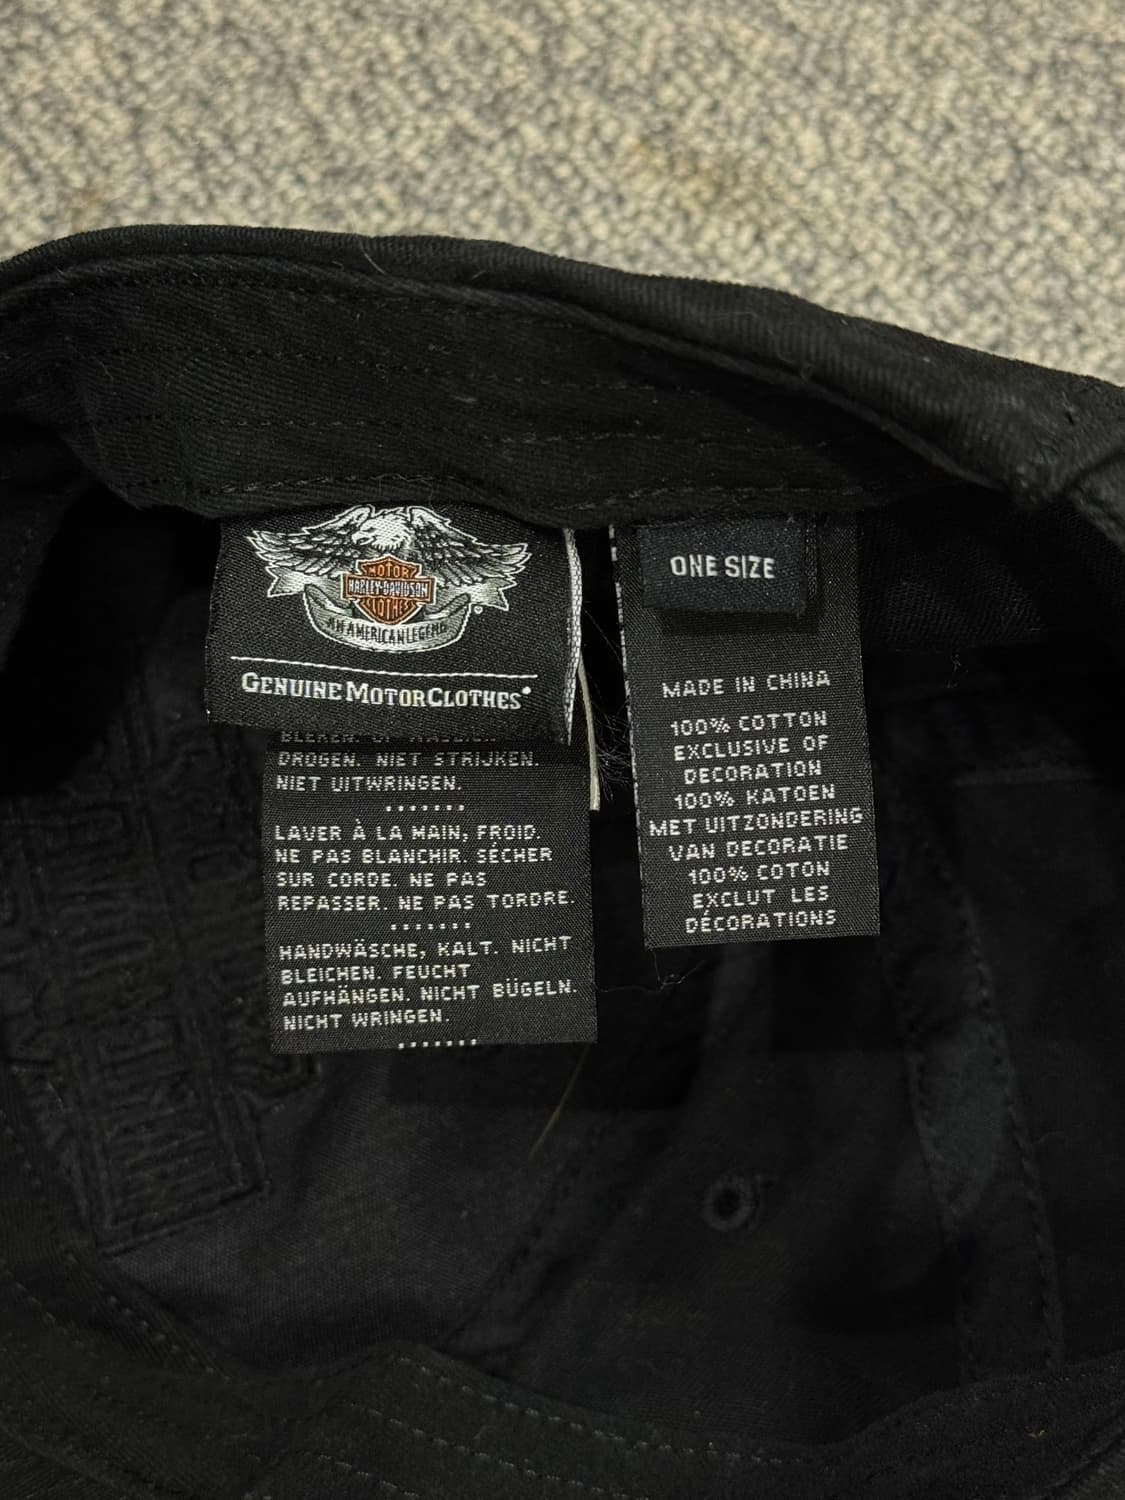 MOTOR
HARLEY-DAVIDSON
CLOTHES
AN AMERICAN LEGEND
GENUINE MOTORCLOTHES
DROGEN. NIET STRIJKEN.
NIET UITWRINGEN.
LAVER À LA MAIN, FROID.
NE PAS BLANCHIR. SÉCHER
SUR CORDE. NE PAS
REPASSER. NE PAS TORDRE.
HANDWÄSCHE, KALT. NICHT
BLEICHEN. FEUCHT
AUFHÄNGEN. NICHT BÜGELN.
NICHT WRINGEN.
ONE SIZE
MADE IN CHINA
100% COTTON
EXCLUSIVE OF
DECORATION
100% KATOEN
MET UITZONDERING
VAN DECORATIE
100% COTON
EXCLUT LES
DÉCORATIONS